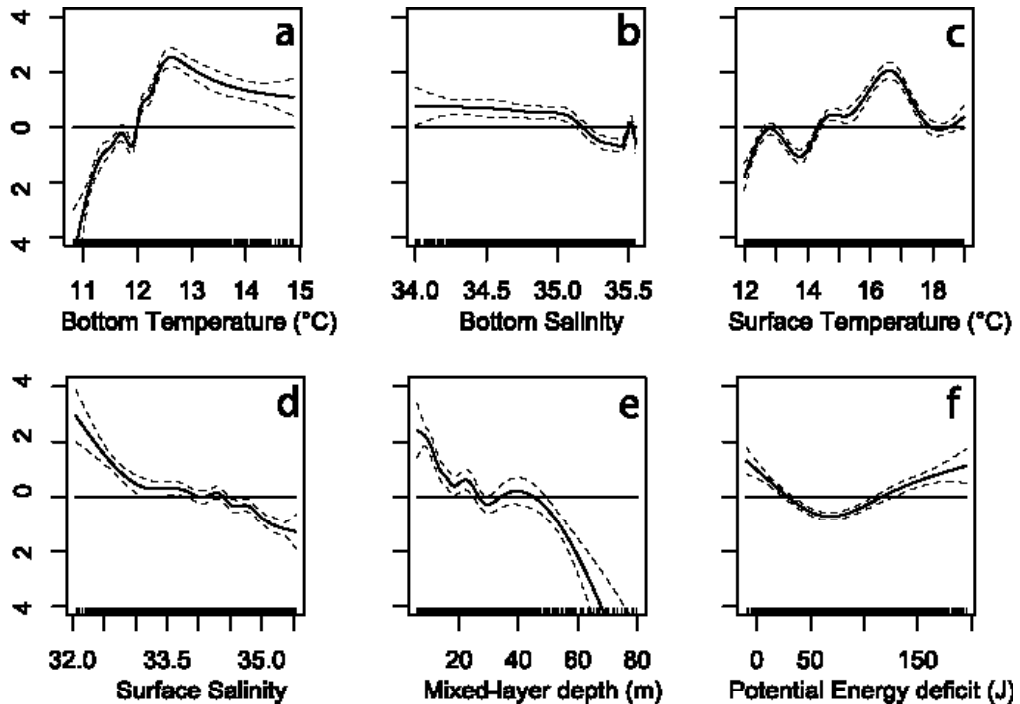 4
2
0
2
4
a
b
c
11 12 13 14 15
34.0 34.5 35.0 35.5
12 14 16 18
Bottom Temperature (°C)
Bottom Salinity
Surface Temperature (°C)
4
2
0
2
4
d
e
f
32.0 33.5 35.0
20 40 60 80
0 50 150
Surface Salinity
Mixed-layer depth (m)
Potential Energy deficit (J)